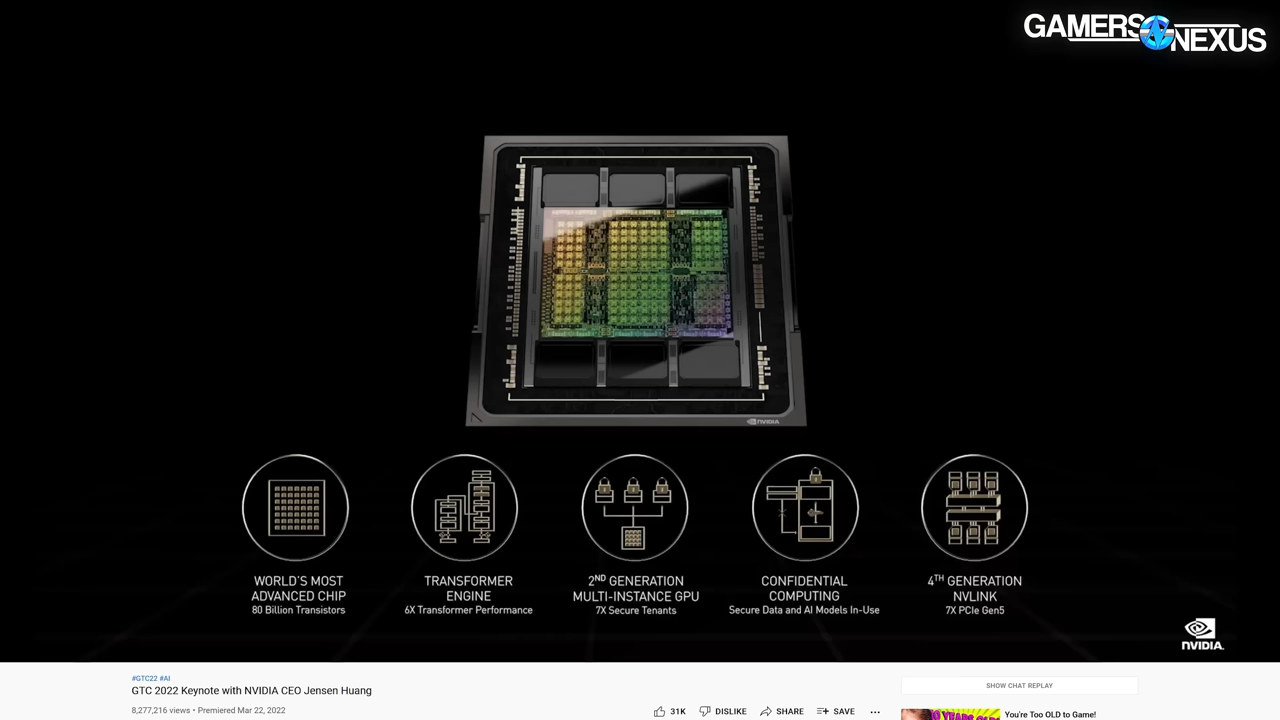 GAMERS NEXUS
NVIDIA
WORLD'S MOST
ADVANCED CHIP
80 Billion Transistors
TRANSFORMER
ENGINE
6X Transformer Performance
2ND GENERATION
MULTI-INSTANCE GPU
7X Secure Tenants
CONFIDENTIAL
COMPUTING
Secure Data and AI Models In-Use
4TH GENERATION
NVLINK
7X PCIe Gen5
NVIDIA.
#GTC22 #AI
GTC 2022 Keynote with NVIDIA CEO Jensen Huang
8,277,216 views • Premiered Mar 22, 2022
31K DISLIKE SHARE SAVE ...
SHOW CHAT REPLAY
You're Too OLD to Game!